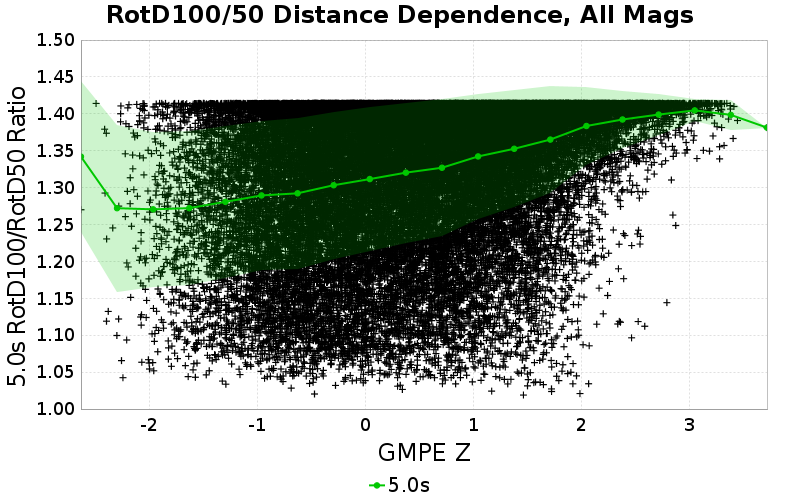 RotD100/50 Distance Dependence, All Mags
5.0s RotD100/RotD50 Ratio
1.50
1.45
1.40
1.35
1.30
1.25
1.20
1.15
1.10
1.05
1.00
-2 -1 0 1 2 3
GMPE Z
5.0s